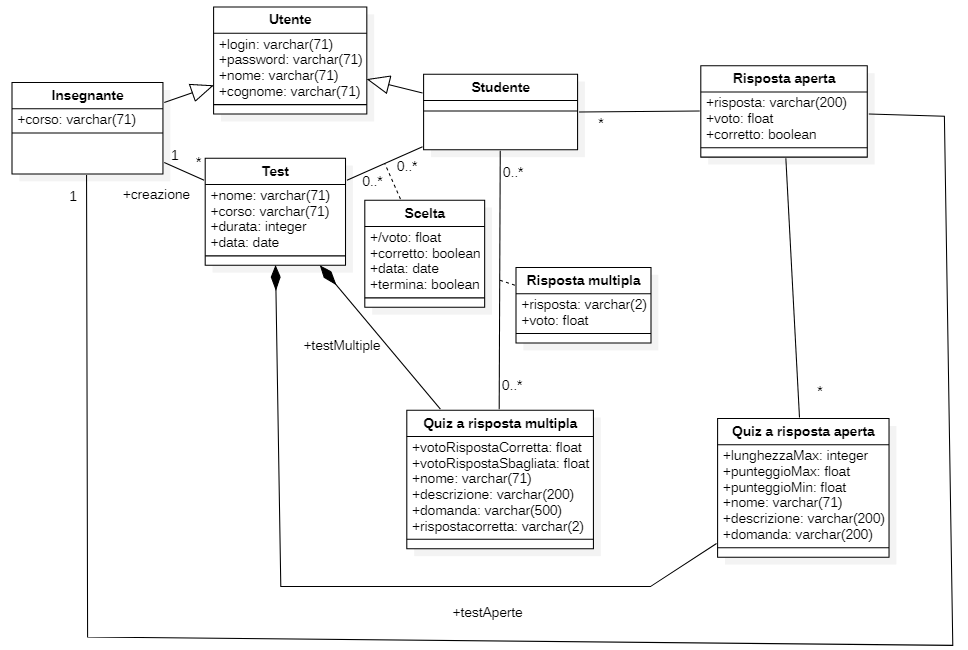 Utente
+login: varchar(71)
+password: varchar(71)
+nome: varchar(71)
+cognome: varchar(71)
Insegnante
+corso: varchar(71)
Studente
Risposta aperta
+risposta: varchar(200)
+voto: float
+corretto: boolean
*
1
*
+creazione
1
Test
+nome: varchar(71)
+corso: varchar(71)
+durata: integer
+data: date
0..*
0..*
0..*
Scelta
+/voto: float
+corretto: boolean
+data: date
+termina: boolean
Risposta multipla
+risposta: varchar(2)
+voto: float
+testMultiple
0..*
*
Quiz a risposta multipla
+votoRispostaCorretta: float
+votoRispostaSbagliata: float
+nome: varchar(71)
+descrizione: varchar(200)
+domanda: varchar(500)
+rispostacorretta: varchar(2)
Quiz a risposta aperta
+lunghezzaMax: integer
+punteggioMax: float
+punteggioMin: float
+nome: varchar(71)
+descrizione: varchar(200)
+domanda: varchar(200)
+testAperte